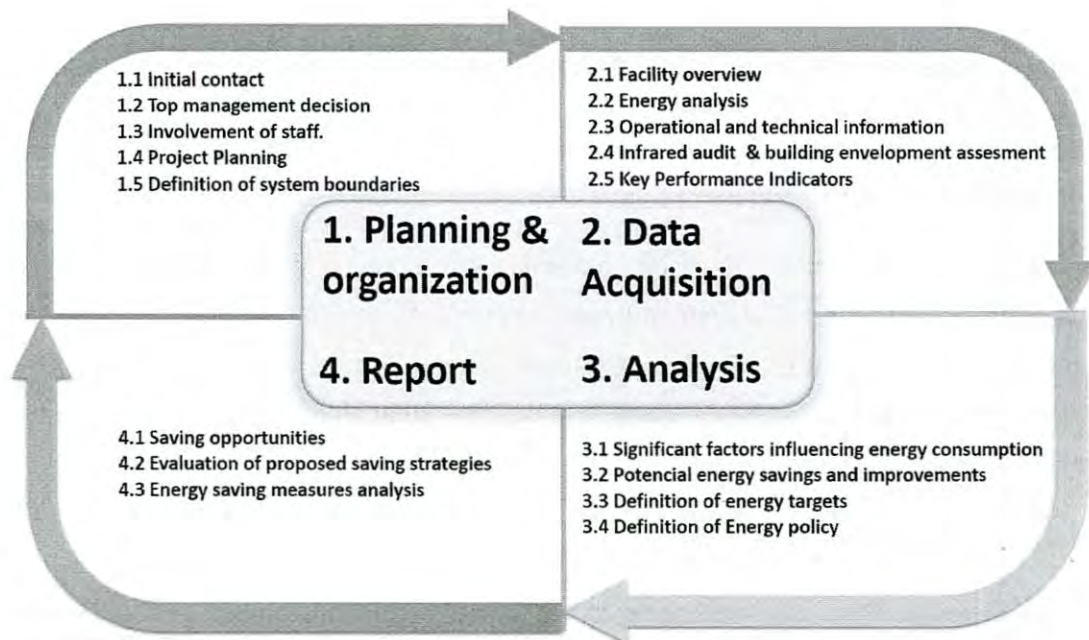 1.1 Initial contact
1.2 Top management decision
1.3 Involvement of staff.
1.4 Project Planning
1.5 Definition of system boundaries
2.1 Facility overview
2.2 Energy analysis
2.3 Operational and technical information
2.4 Infrared audit & building envelopment assesment
2.5 Key Performance Indicators
1. Planning &
organization
2. Data
Acquisition
4. Report
3. Analysis
4.1 Saving opportunities
4.2 Evaluation of proposed saving strategies
4.3 Energy saving measures analysis
3.1 Significant factors influencing energy consumption
3.2 Potencial energy savings and improvements
3.3 Definition of energy targets
3.4 Definition of Energy policy